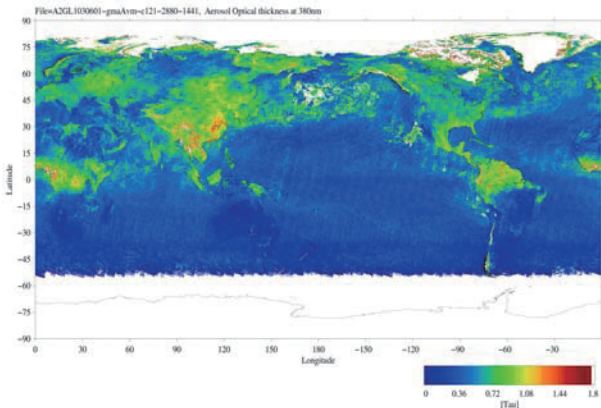 File=A2GL1030601-gmaAvm-c121-2880-1441, Aerosol Optical thickness at 380nm
90
75
60
45
30
15
0
-15
-30
-45
-60
-75
-90
Latitude
0 30 60 90 120 150 180 -150 -120 -90 -60 -30
Longitude
0 0.36 0.72 1.08 1.44 1.8
[Tau]